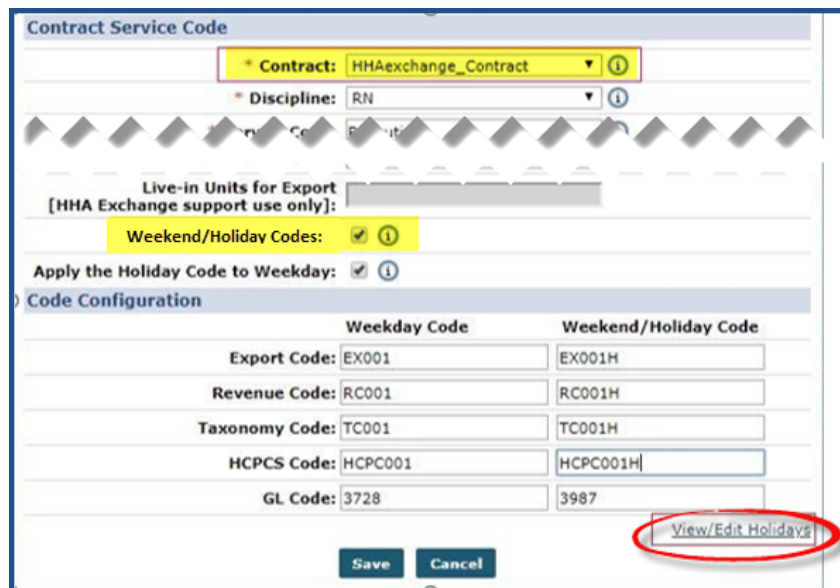 Contract Service Code
* Contract: HHAexchange_Contract
* Discipline: RN
Live-in Units for Export
[HHA Exchange support use only]:
Weekend/Holiday Codes:
Apply the Holiday Code to Weekday:
Code Configuration
Weekday Code Weekend/Holiday Code
Export Code: EX001 EX001H
Revenue Code: RC001 RC001H
Taxonomy Code: TC001 TC001H
HCPCS Code: HCPC001 HCPC001H
GL Code: 3728 3987
View/Edit Holidays
Save Cancel